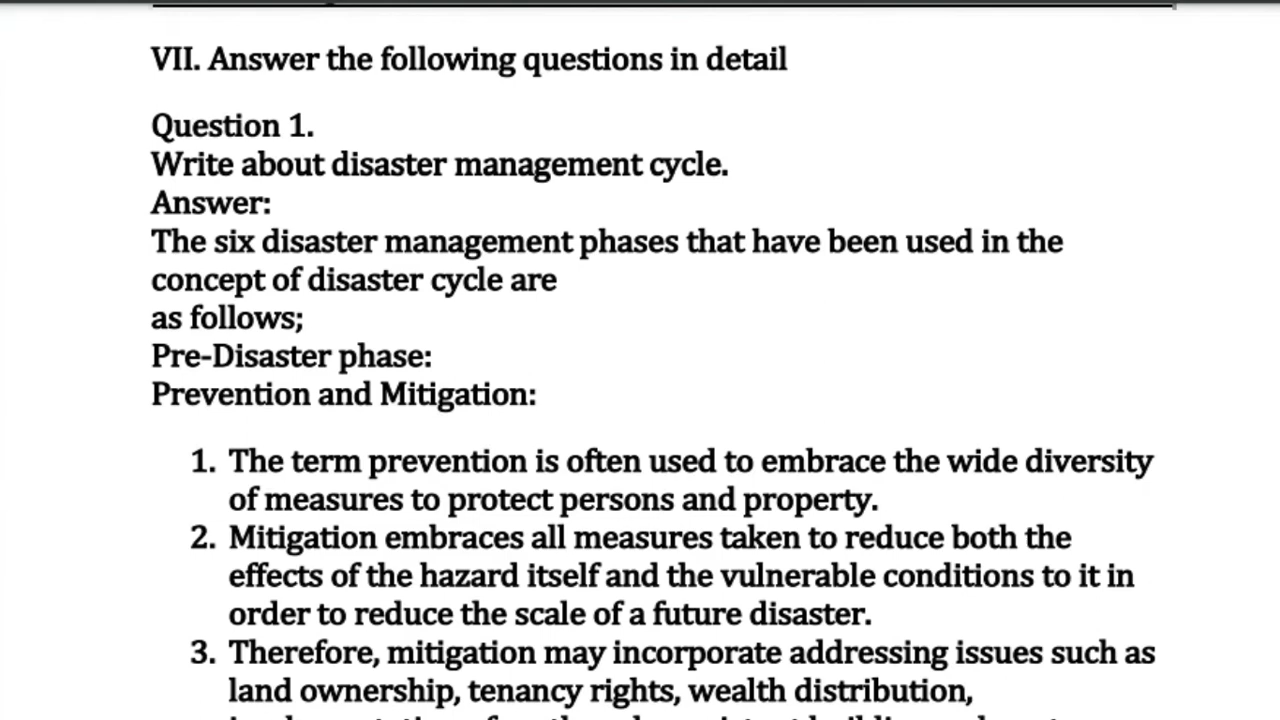 VII. Answer the following questions in detail
Question 1.
Write about disaster management cycle.
Answer:
The six disaster management phases that have been used in the
concept of disaster cycle are
as follows;
Pre-Disaster phase:
Prevention and Mitigation:
1. The term prevention is often used to embrace the wide diversity
of measures to protect persons and property.
2. Mitigation embraces all measures taken to reduce both the
effects of the hazard itself and the vulnerable conditions to it in
order to reduce the scale of a future disaster.
3. Therefore, mitigation may incorporate addressing issues such as
land ownership, tenancy rights, wealth distribution,